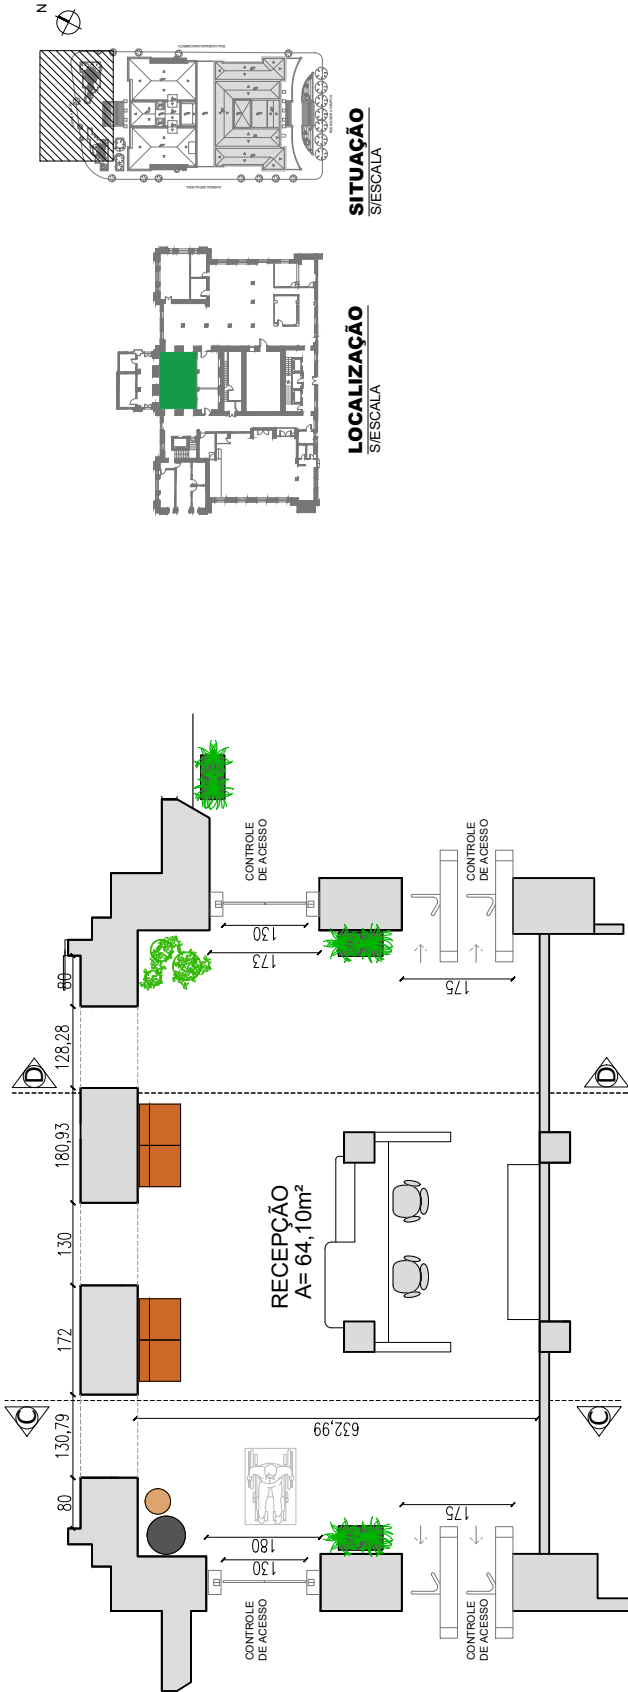 N
SITUAÇÃO
S/ESCALA
LOCALIZAÇÃO
S/ESCALA
CONTROLE
DE ACESSO
CONTROLE
DE ACESSO
130
173
175
80
128,28
D
D
180,93
130
172
RECEPÇÃO
A= 64,10m²
C
C
130,79
632,99
80
180
130
175
CONTROLE
DE ACESSO
CONTROLE
DE ACESSO